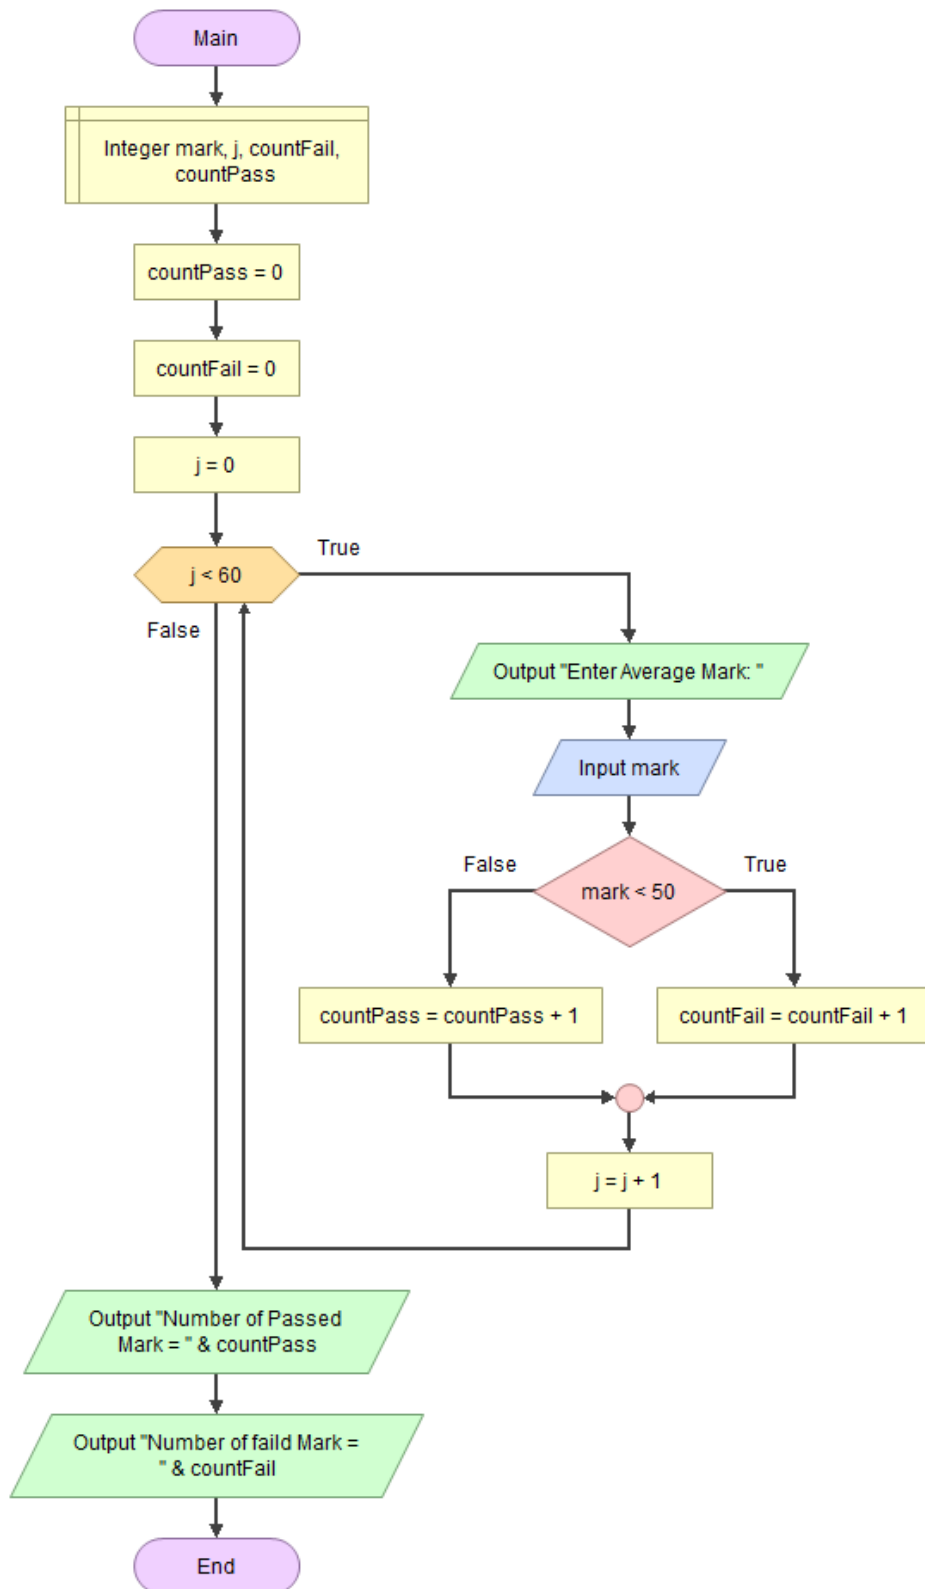 Main
Integer mark, j, countFail,
countPass
countPass = 0
countFail = 0
j = 0
j < 60
True
False
Output "Enter Average Mark: "
Input mark
mark < 50
False
True
countPass = countPass + 1
countFail = countFail + 1
j = j + 1
Output "Number of Passed
Mark = " & countPass
Output "Number of faild Mark =
" & countFail
End